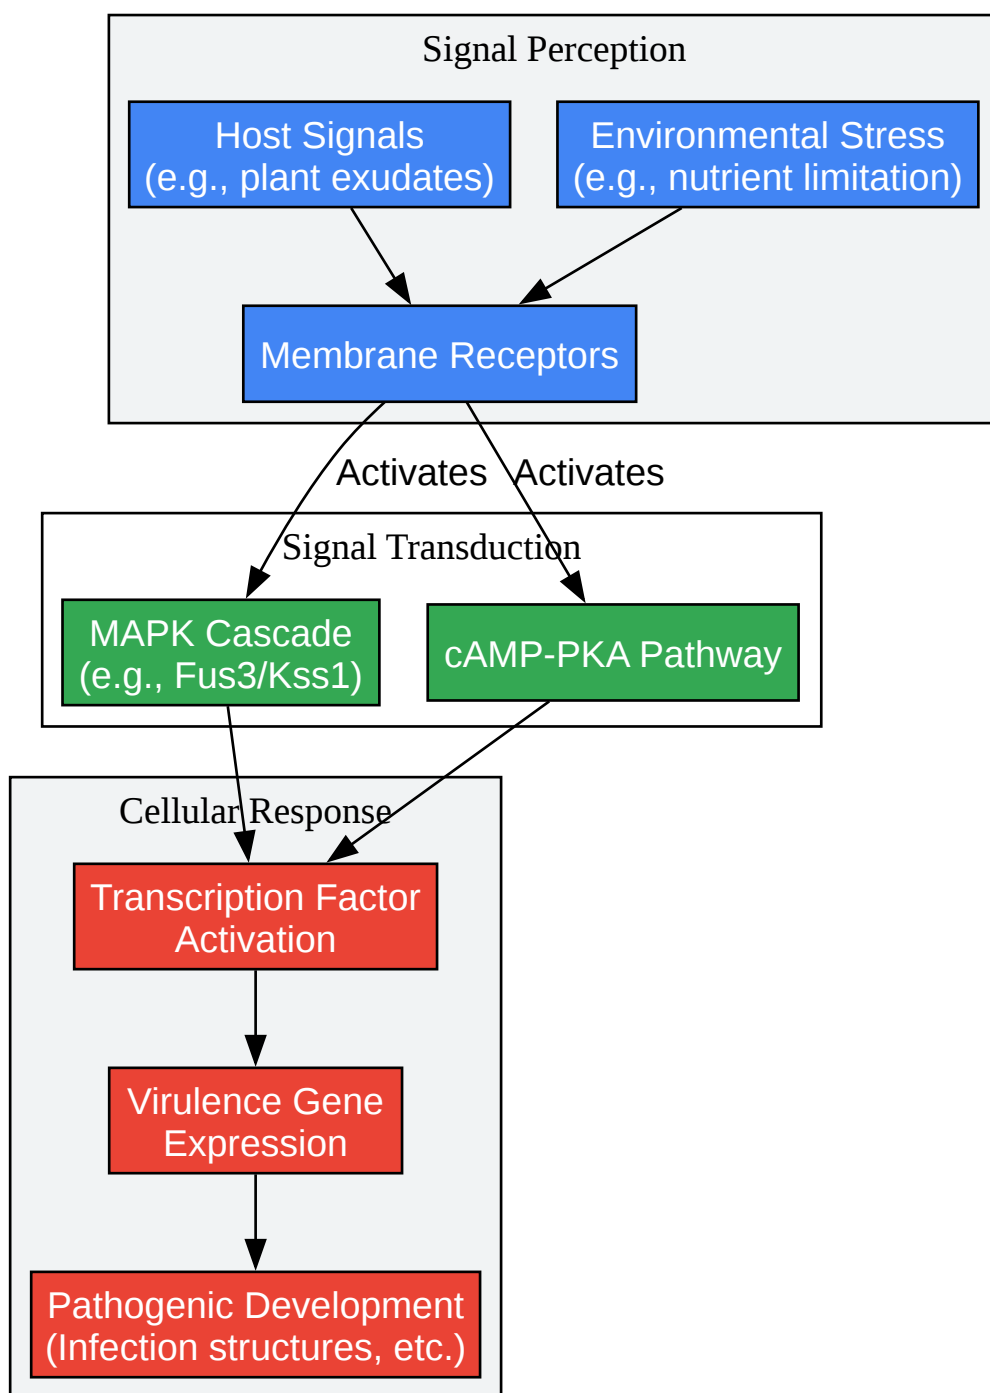 Signal Perception
Host Signals
(e.g., plant exudates)
Environmental Stress
(e.g., nutrient limitation)
Membrane Receptors
Activates
Activates
Signal Transduction
MAPK Cascade
(e.g., Fus3/Kss1)
cAMP-PKA Pathway
Cellular Response
Transcription Factor
Activation
Virulence Gene
Expression
Pathogenic Development
(Infection structures, etc.)